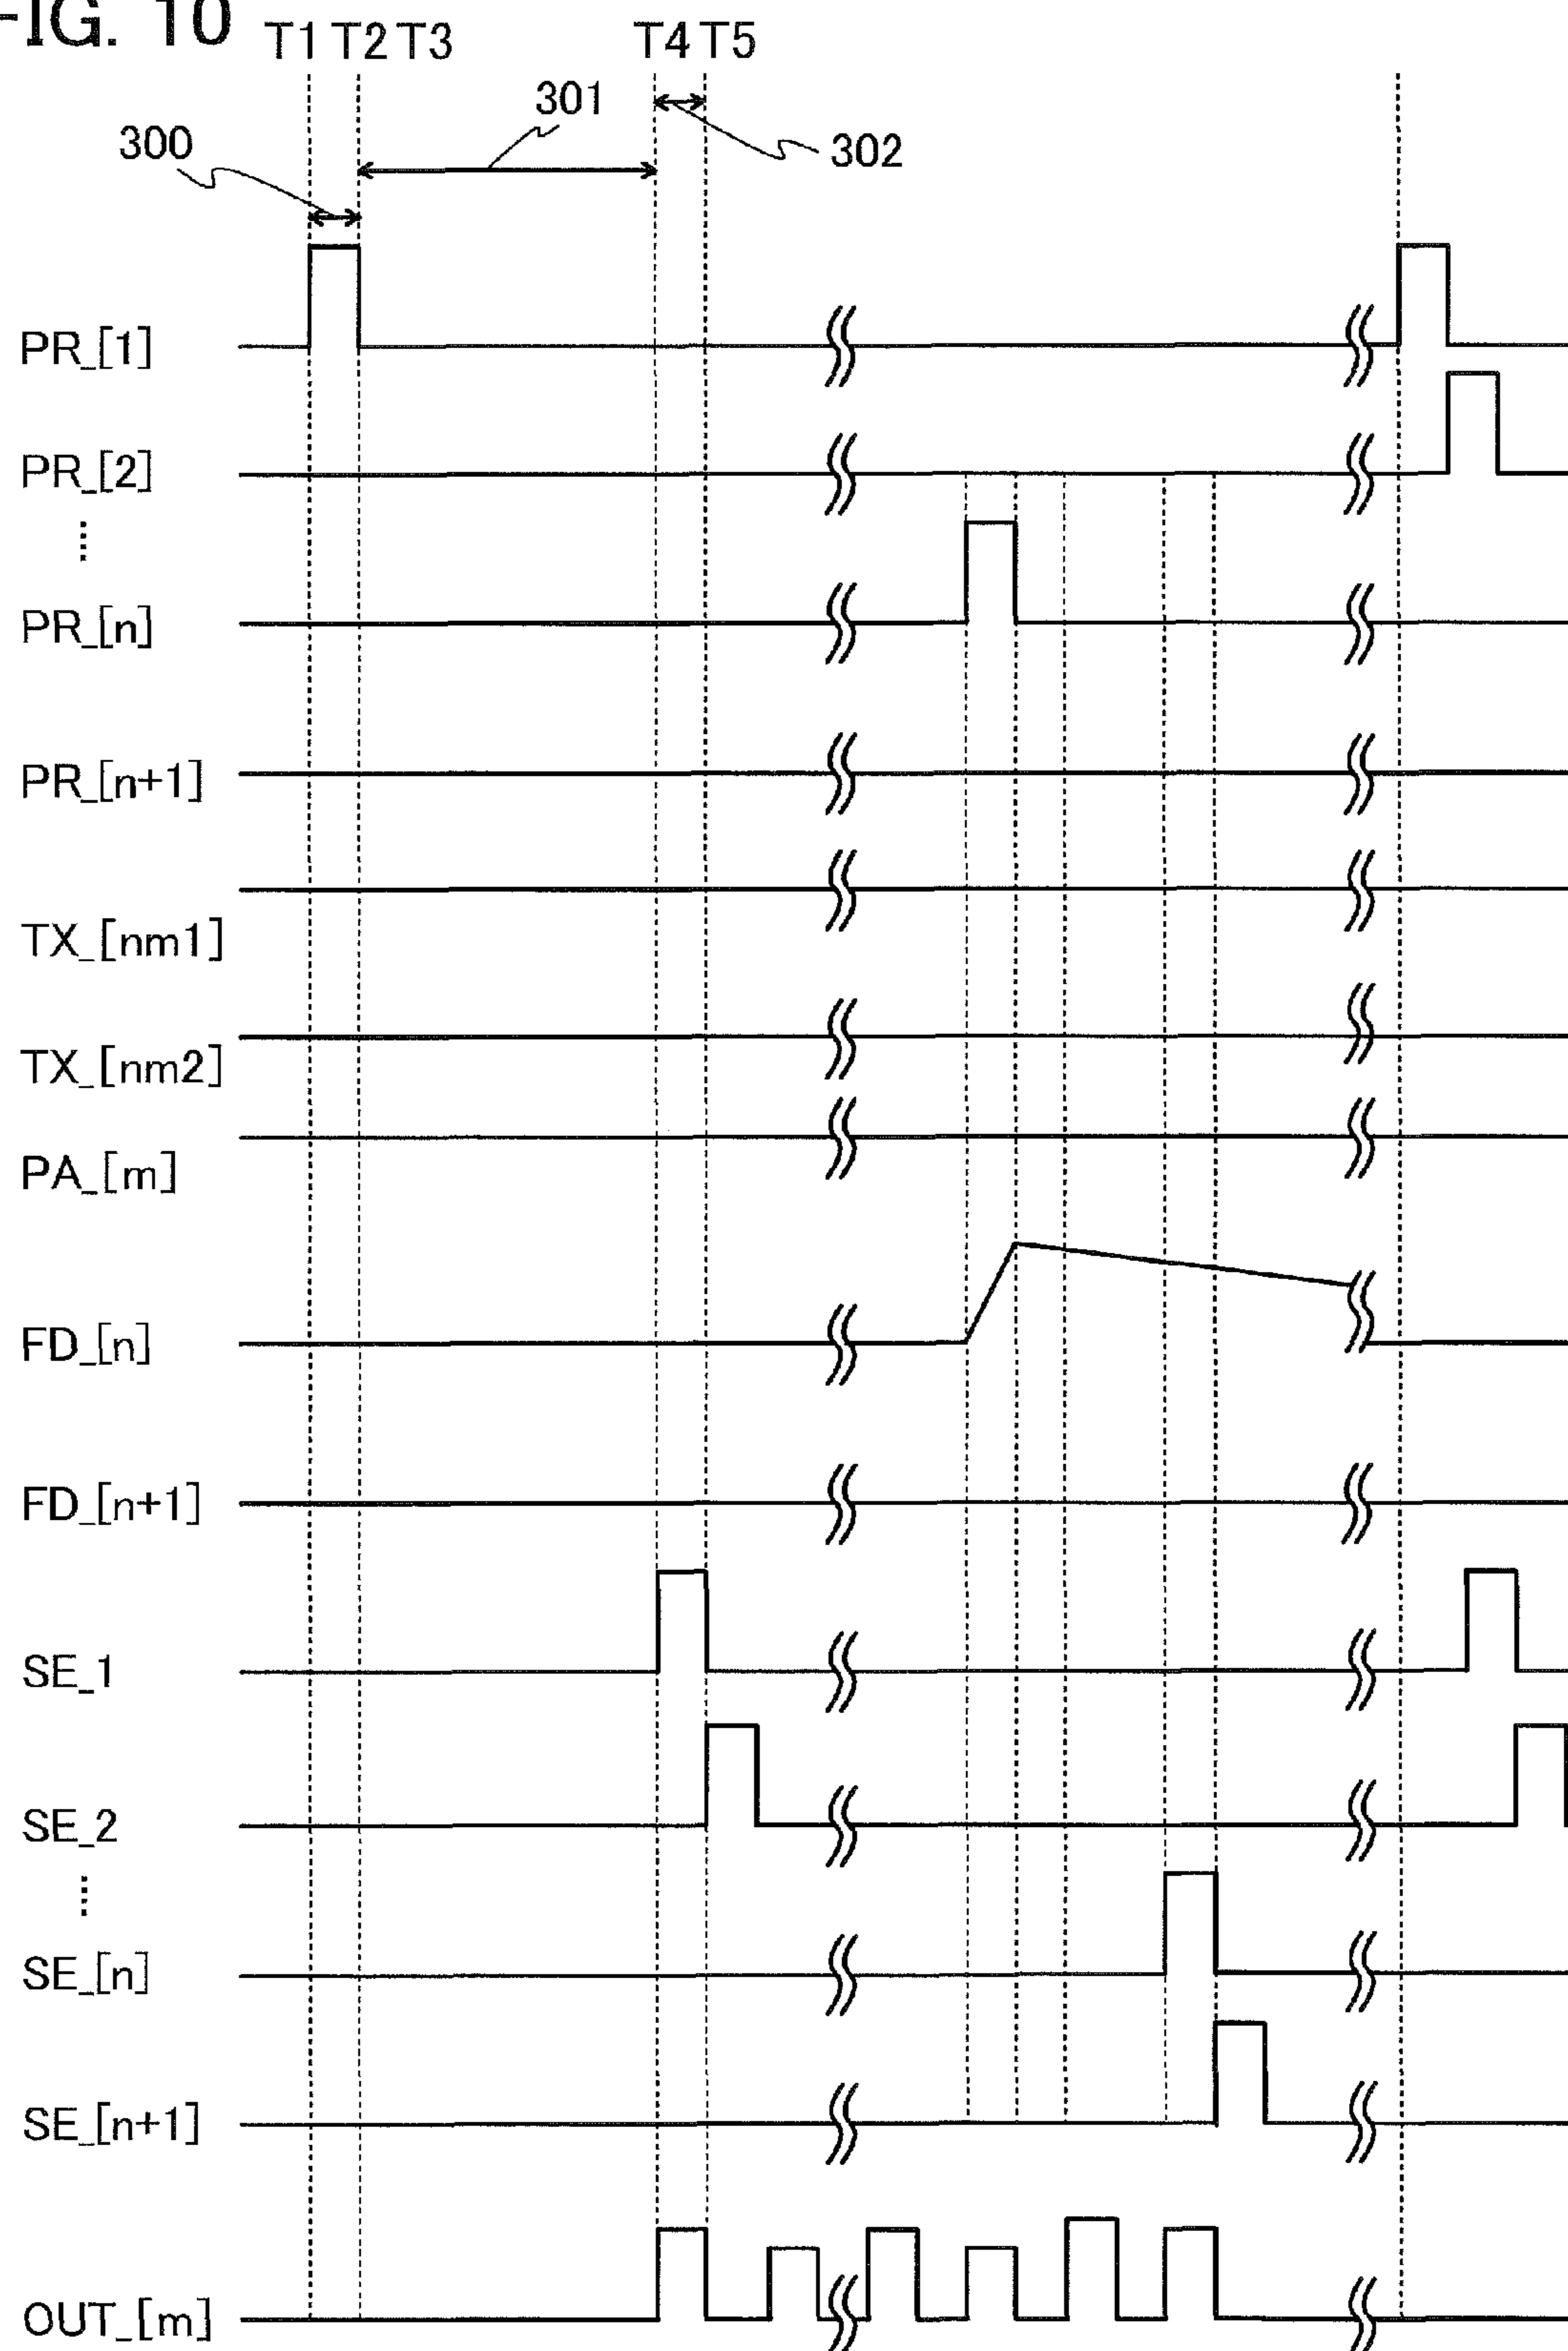 FIG. 10
T1 T2 T3 T4 T5
301
300
302
PR_[1]
PR_[2]
PR_[n]
PR_[n+1]
TX_[nm1]
TX_[nm2]
PA_[m]
FD_[n]
FD_[n+1]
SE_1
SE_2
SE_[n]
SE_[n+1]
OUT_[m]